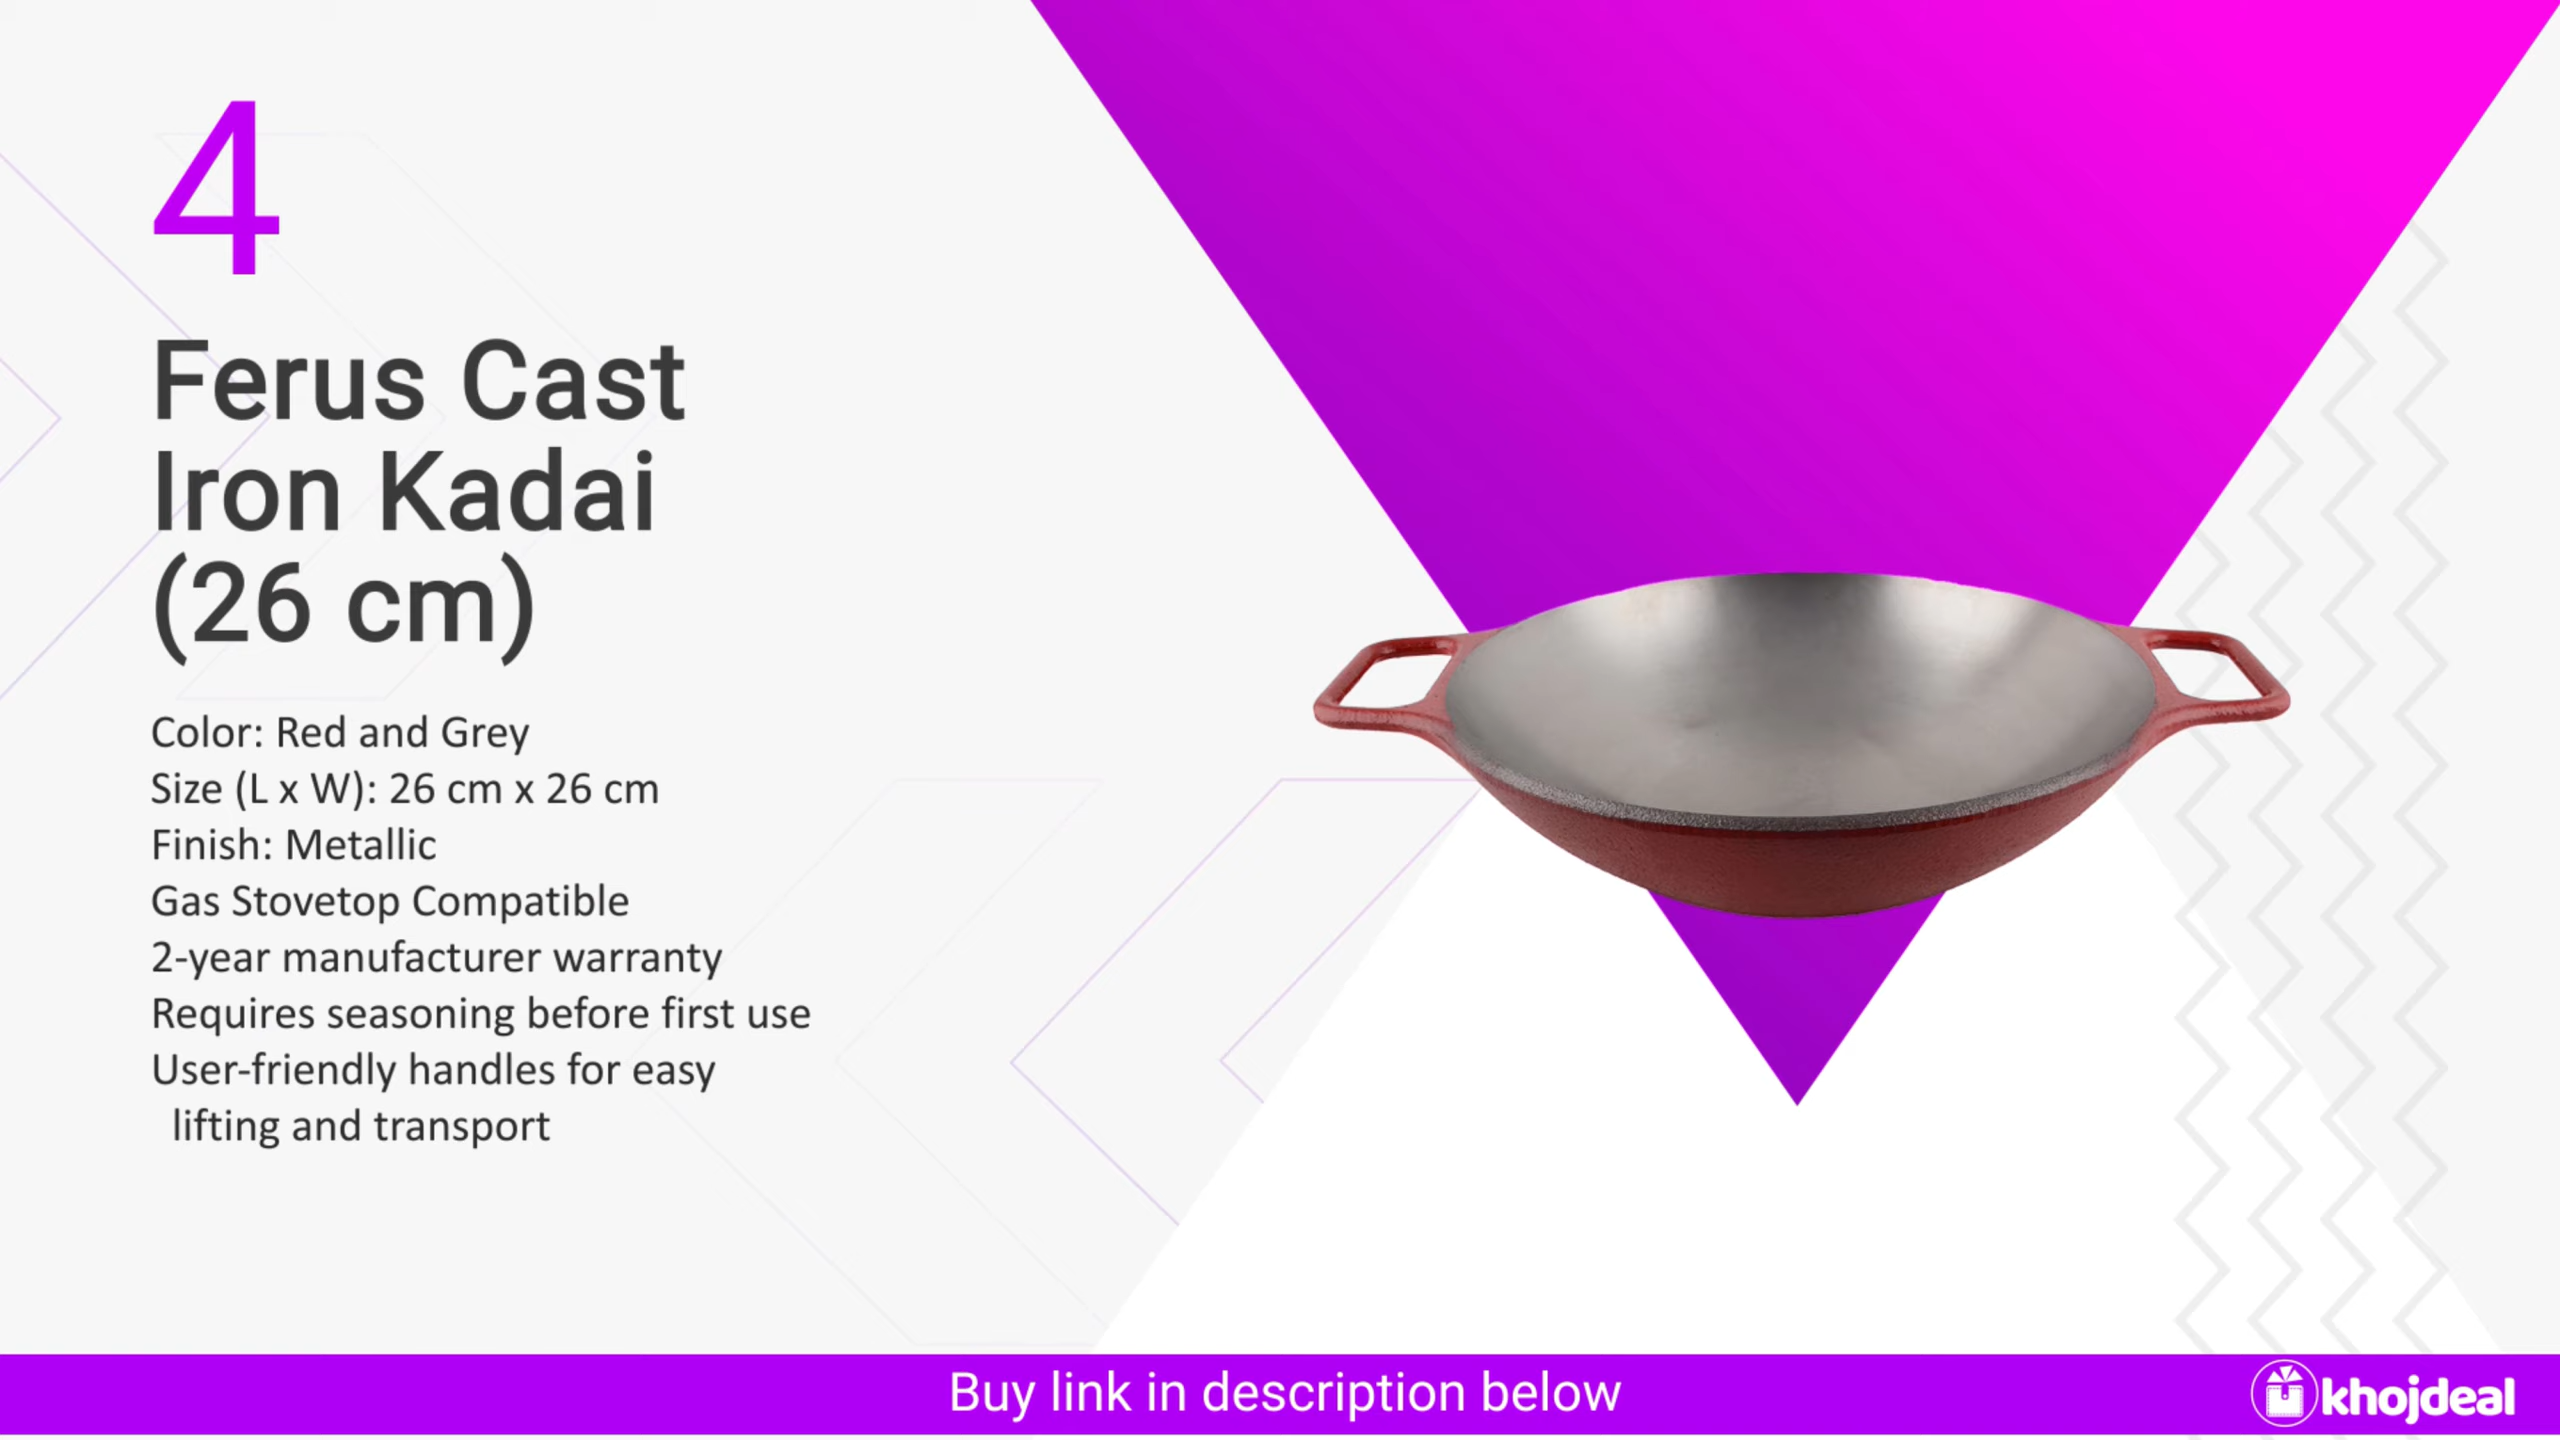 4
Ferus Cast
Iron Kadai
(26 cm)
Color: Red and Grey
Size (L x W): 26 cm x 26 cm
Finish: Metallic
Gas Stovetop Compatible
2-year manufacturer warranty
Requires seasoning before first use
User-friendly handles for easy
lifting and transport
Buy link in description below
khojdeal